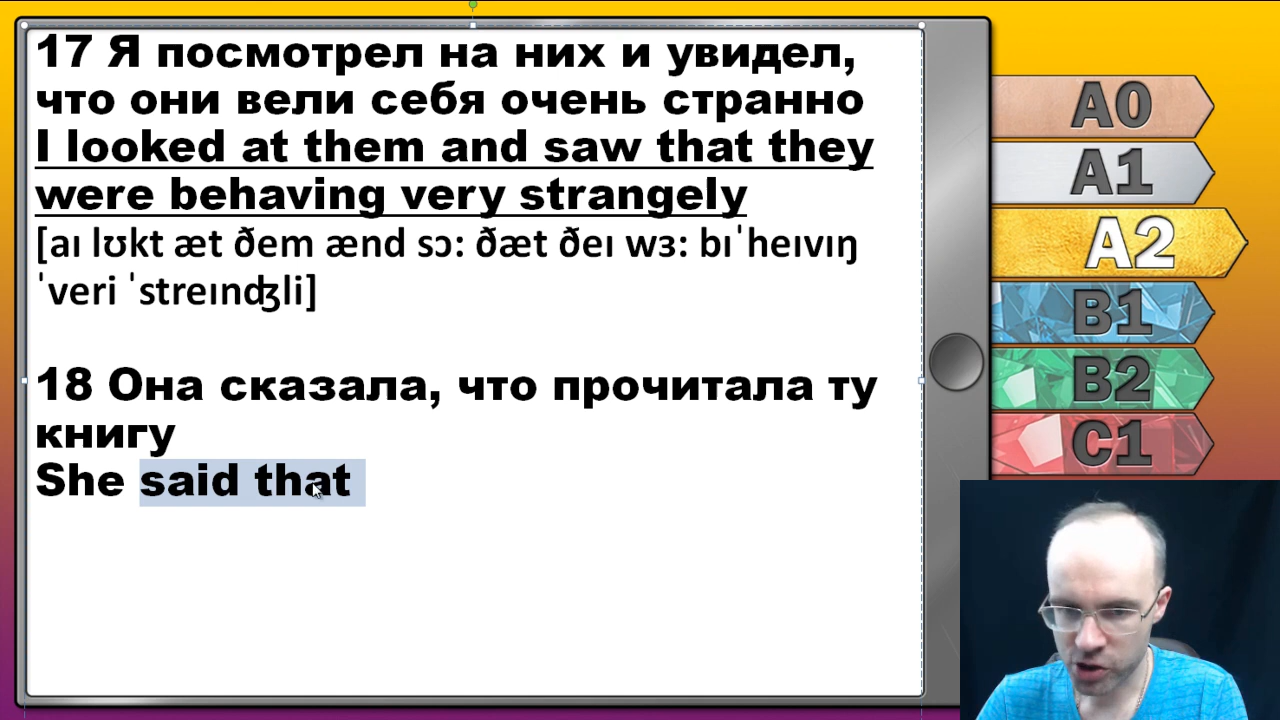 17 Я посмотрел на них и увидел,
что они вели себя очень странно
I looked at them and saw that they
were behaving very strangely
[aɪ lʊkt æt ðem ænd sɔː ðæt ðeɪ wɜː bɪˈheɪvɪŋ
ˈveri ˈstreɪnʤli]
18 Она сказала, что прочитала ту
книгу
She said that
A0
A1
A2
B1
B2
C1